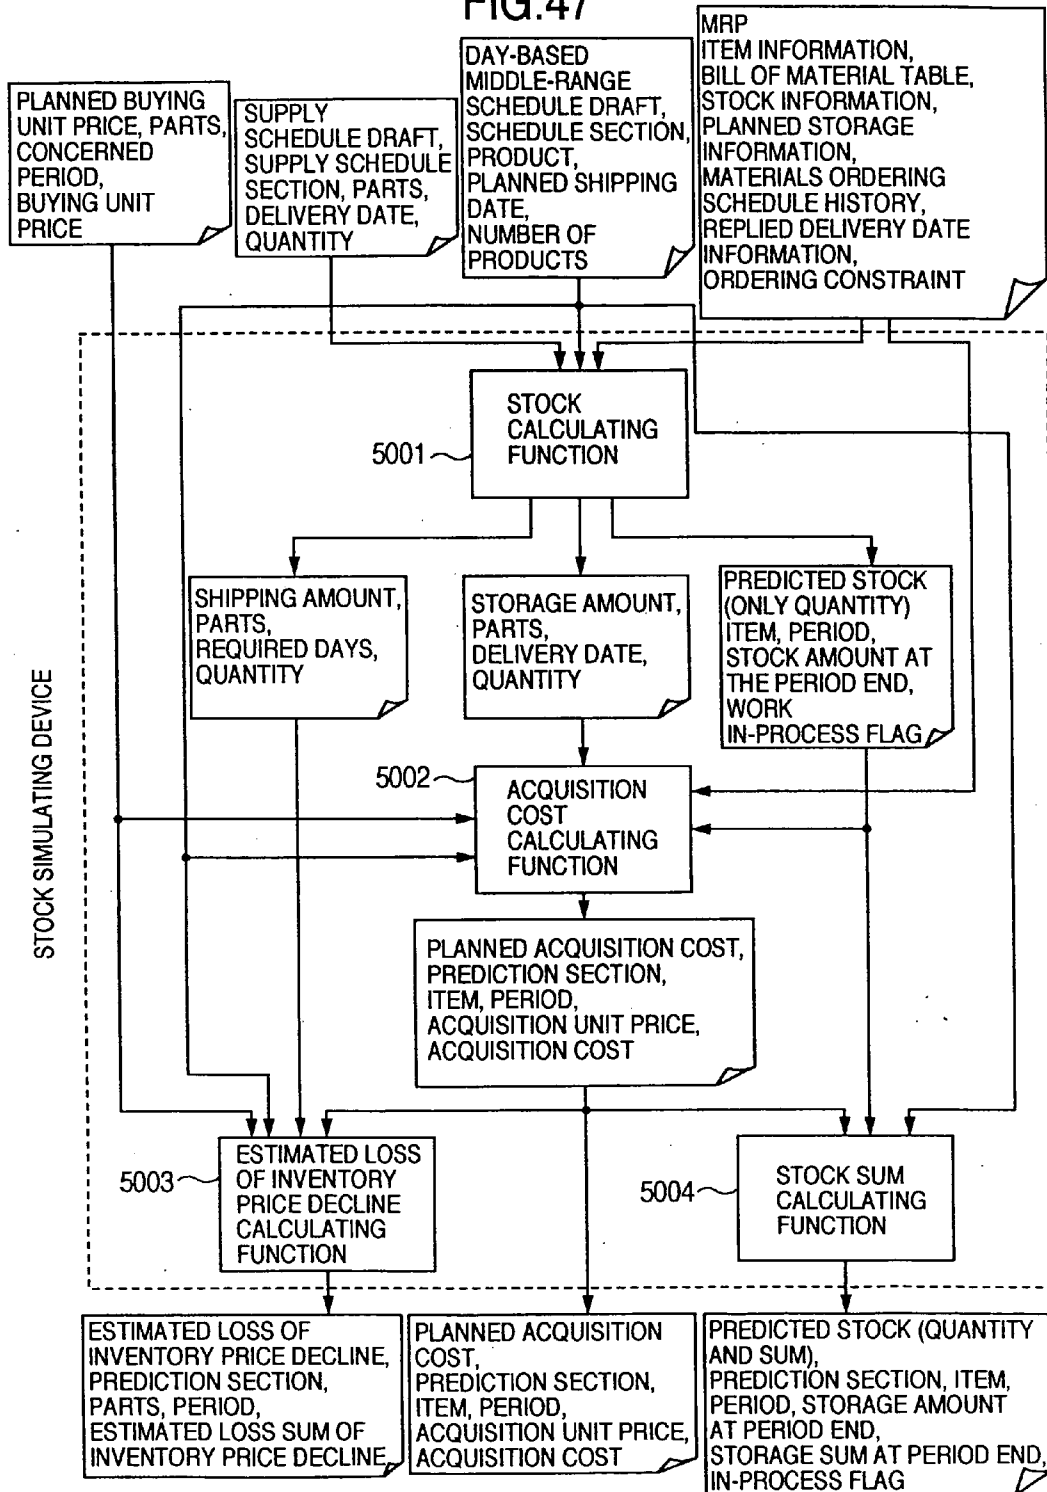 FIG.47
PLANNED BUYING
UNIT PRICE, PARTS,
CONCERNED
PERIOD,
BUYING UNIT
PRICE
SUPPLY
SCHEDULE DRAFT,
SUPPLY SCHEDULE
SECTION, PARTS,
DELIVERY DATE,
QUANTITY
DAY-BASED
MIDDLE-RANGE
SCHEDULE DRAFT,
SCHEDULE SECTION,
PRODUCT,
PLANNED SHIPPING
DATE,
NUMBER OF
PRODUCTS
MRP
ITEM INFORMATION,
BILL OF MATERIAL TABLE,
STOCK INFORMATION,
PLANNED STORAGE
INFORMATION,
MATERIALS ORDERING
SCHEDULE HISTORY,
REPLIED DELIVERY DATE
INFORMATION,
ORDERING CONSTRAINT
STOCK SIMULATING DEVICE
5001
STOCK
CALCULATING
FUNCTION
SHIPPING AMOUNT,
PARTS,
REQUIRED DAYS,
QUANTITY
STORAGE AMOUNT,
PARTS,
DELIVERY DATE,
QUANTITY
PREDICTED STOCK
(ONLY QUANTITY)
ITEM, PERIOD,
STOCK AMOUNT AT
THE PERIOD END,
WORK
IN-PROCESS FLAG
5002
ACQUISITION
COST
CALCULATING
FUNCTION
PLANNED ACQUISITION COST,
PREDICTION SECTION,
ITEM, PERIOD,
ACQUISITION UNIT PRICE,
ACQUISITION COST
5003
ESTIMATED LOSS
OF INVENTORY
PRICE DECLINE
CALCULATING
FUNCTION
5004
STOCK SUM
CALCULATING
FUNCTION
ESTIMATED LOSS OF
INVENTORY PRICE DECLINE,
PREDICTION SECTION,
PARTS, PERIOD,
ESTIMATED LOSS SUM OF
INVENTORY PRICE DECLINE
PLANNED ACQUISITION
COST,
PREDICTION SECTION,
ITEM, PERIOD,
ACQUISITION UNIT PRICE,
ACQUISITION COST
PREDICTED STOCK (QUANTITY
AND SUM),
PREDICTION SECTION, ITEM,
PERIOD, STORAGE AMOUNT
AT PERIOD END,
STORAGE SUM AT PERIOD END,
IN-PROCESS FLAG